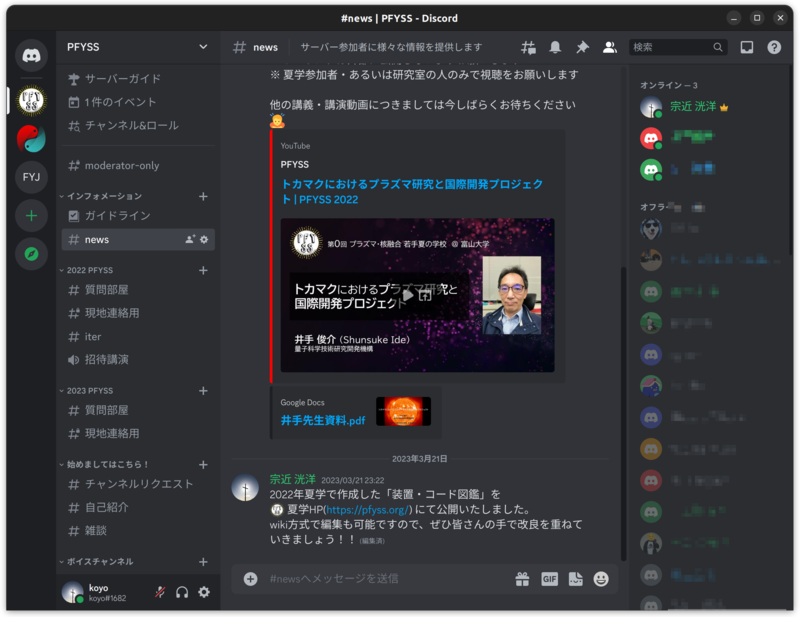 #news | PFYSS - Discord
PFYSS
サーバーガイド
1 件のイベント
チャンネル&ロール
moderator-only
インフォメーション
ガイドライン
news
2022 PFYSS
質問部屋
現地連絡用
iter
招待講演
2023 PFYSS
質問部屋
現地連絡用
始めましてはこちら！
チャンネルリクエスト
自己紹介
雑談
ボイスチャンネル
koyo
koyo#1682
FYJ
news
サーバー参加者に様々な情報を提供します
検索
※ 夏学参加者・あるいは研究室の人のみで視聴をお願いします
他の講義・講演動画につきましては今しばらくお待ちください
YouTube
PFYSS
トカマクにおけるプラズマ研究と国際開発プロジェク
ト | PFYSS 2022
第0回 プラズマ・核融合 若手夏の学校 @ 富山大学
トカマクにおけるプラズマ研究と
国際開発プロジェクト
井手 俊介 (Shunsuke Ide)
量子科学技術研究開発機構
Google Docs
井手先生資料.pdf
2023年3月21日
宗近 洸洋 2023/03/21 23:22
2022年夏学で作成した「装置・コード図鑑」を
夏学HP(https://pfyss.org/) にて公開いたしました。
wiki方式で編集も可能ですので、ぜひ皆さんの手で改良を重ねて
いきましょう！！ (編集済)
#newsへメッセージを送信
GIF
オンライン — 3
宗近 洸洋
オフラ